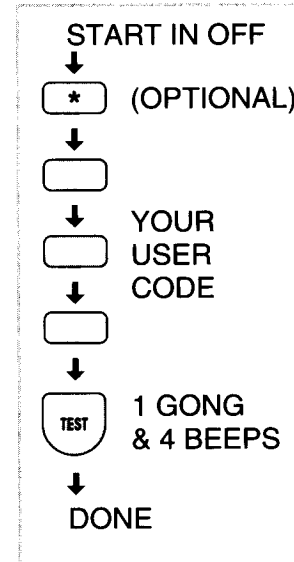 START IN OFF
* (OPTIONAL)
YOUR
USER
CODE
TEST
1 GONG
& 4 BEEPS
DONE